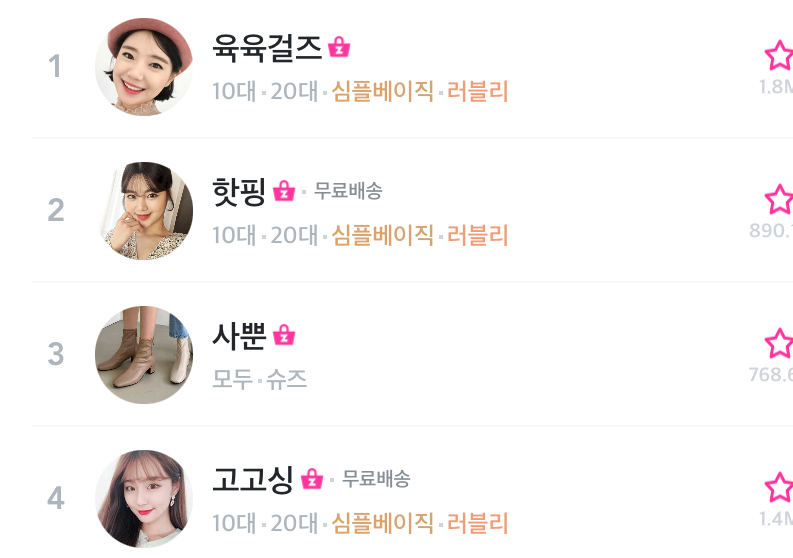 1
육육걸즈
10대·20대·심플베이직·러블리
1.8M
2
핫핑 · 무료배송
10대·20대·심플베이직·러블리
890.
3
사뿐
모두·슈즈
768.6
4
고고싱 · 무료배송
10대·20대·심플베이직·러블리
1.4M